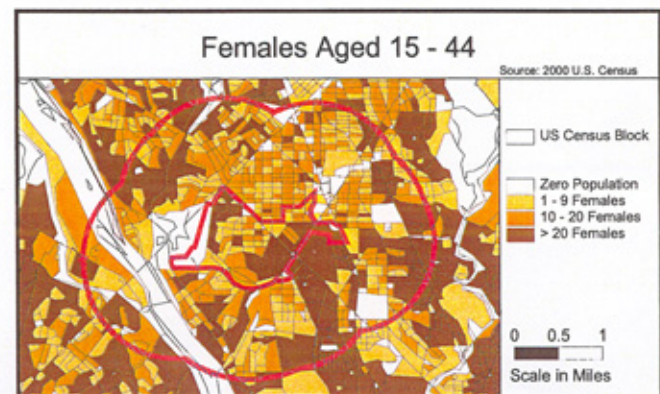 Females Aged 15 - 44
Source: 2000 U.S. Census
US Census Block
Zero Population
1 - 9 Females
10 - 20 Females
> 20 Females
0 0.5 1
Scale in Miles